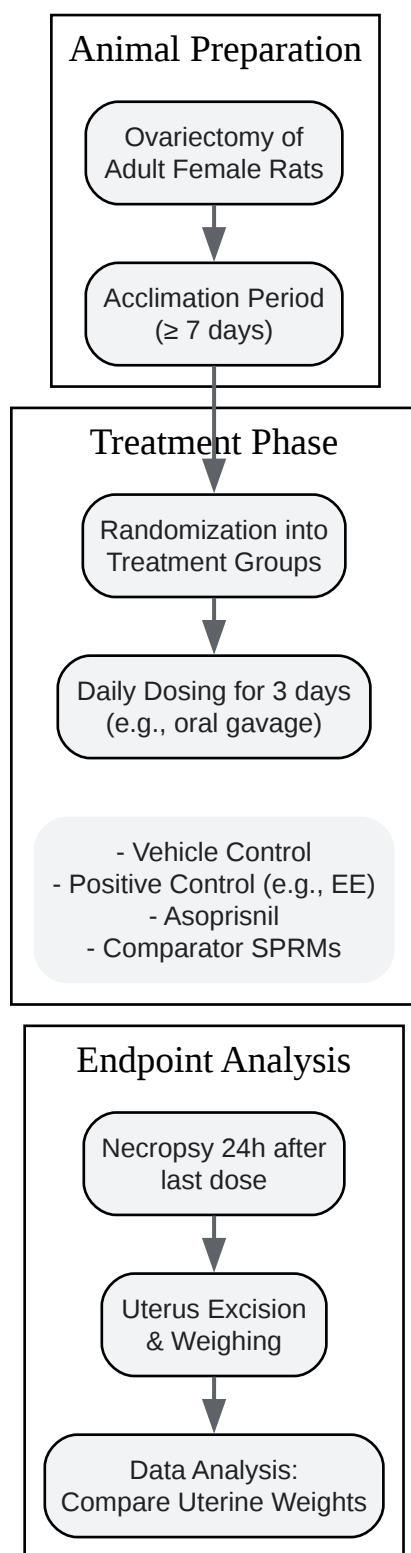 Animal Preparation
Ovariectomy of
Adult Female Rats
Acclimation Period
(≥ 7 days)
Treatment Phase
Randomization into
Treatment Groups
Daily Dosing for 3 days
(e.g., oral gavage)
- Vehicle Control
- Positive Control (e.g., EE)
- Asoprisnil
- Comparator SPRMs
Endpoint Analysis
Necropsy 24h after
last dose
Uterus Excision
& Weighing
Data Analysis:
Compare Uterine Weights